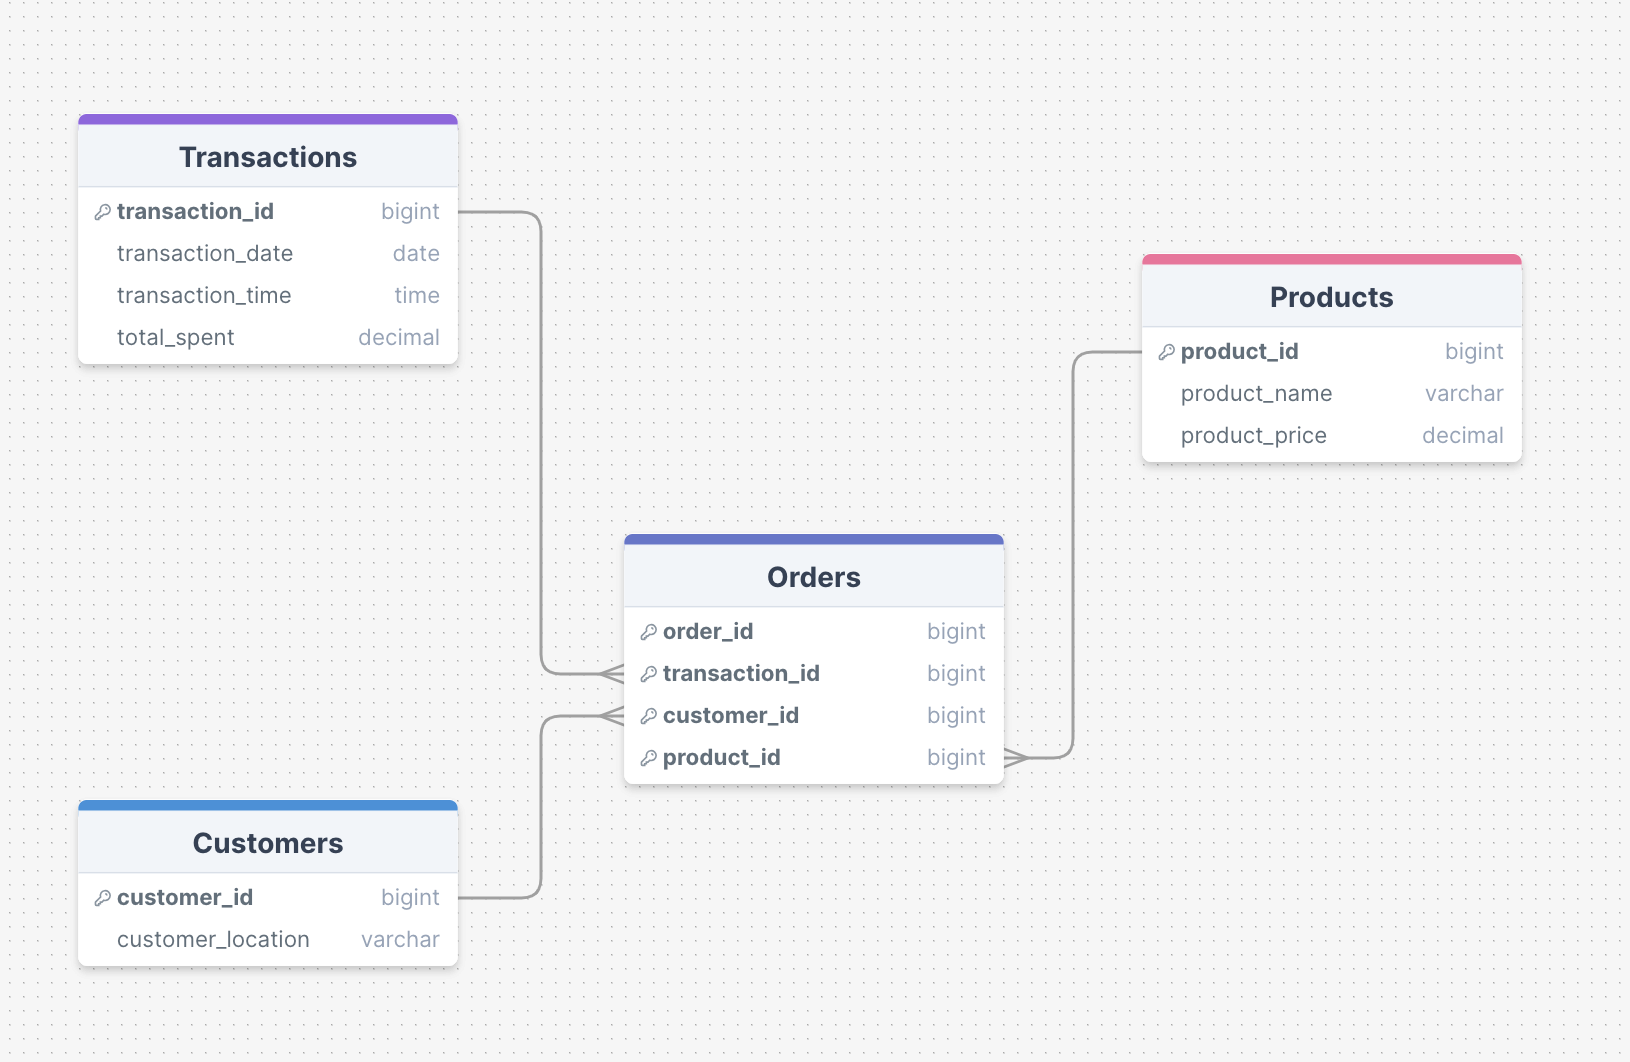 Transactions
transaction_id bigint
transaction_date date
transaction_time time
total_spent decimal
Products
product_id bigint
product_name varchar
product_price decimal
Orders
order_id bigint
transaction_id bigint
customer_id bigint
product_id bigint
Customers
customer_id bigint
customer_location varchar